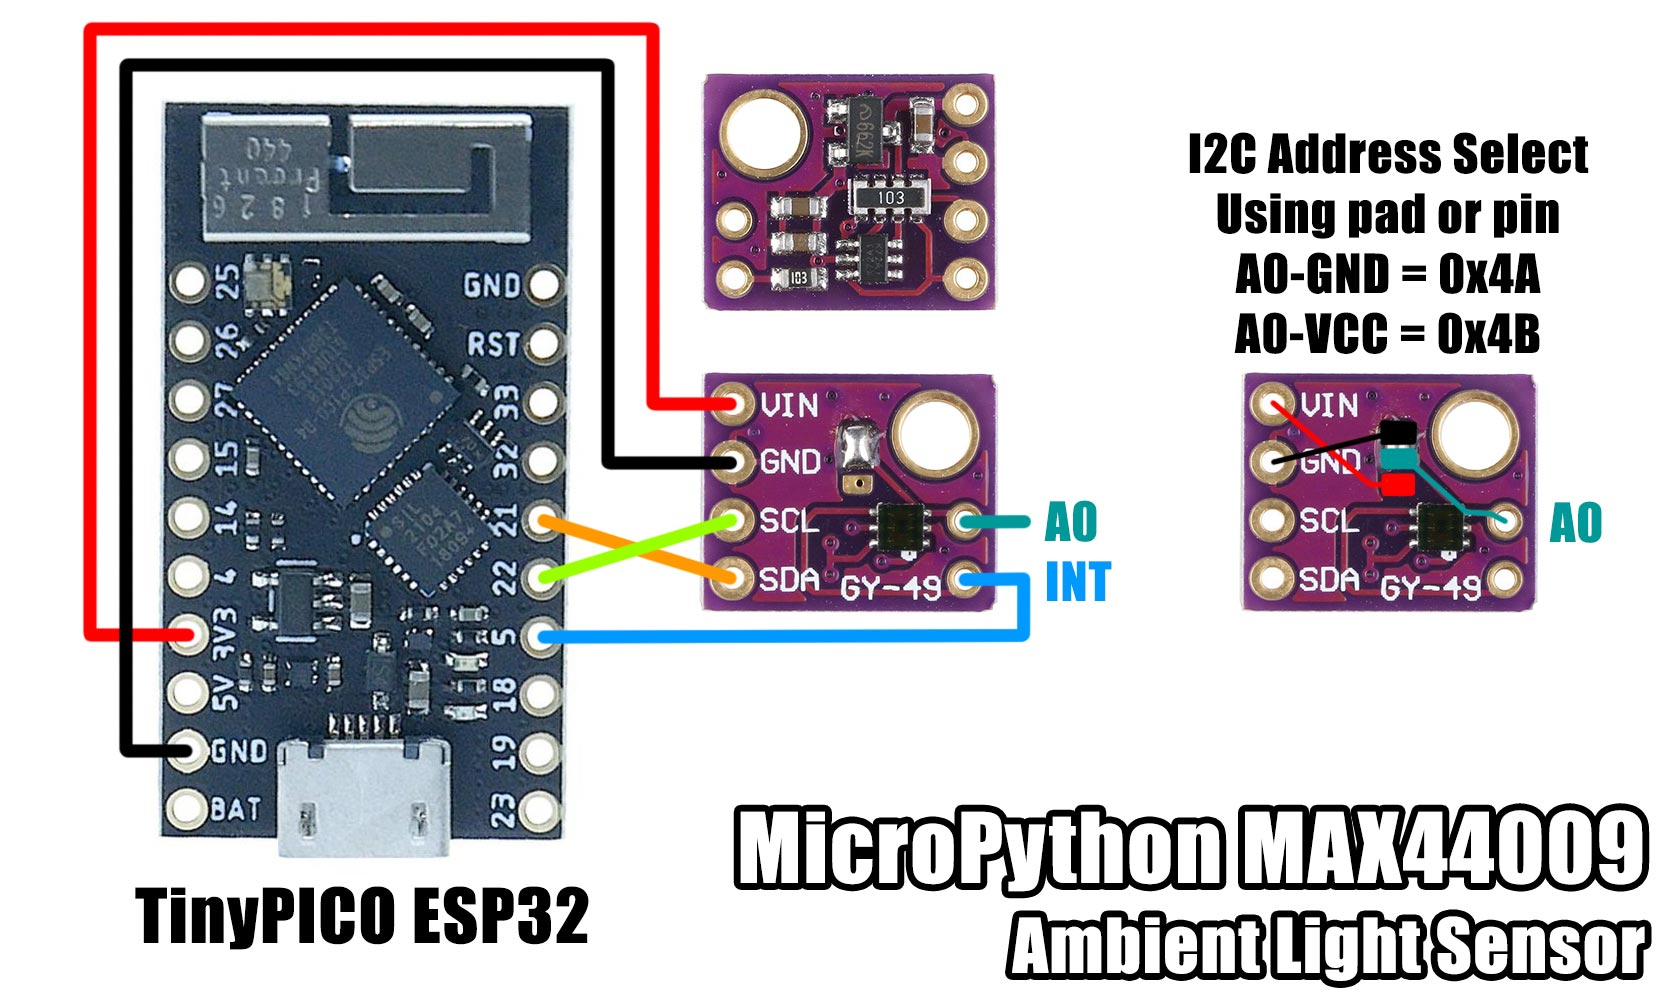 440
Preant
1826
25
26
27
15
14
4
3V3
5V
GND
BAT
GND
RST
33
32
21
22
5
18
19
23
TinyPICO ESP32
662K
103
103
VIN
GND
SCL
SDA
GY-49
A0
INT
I2C Address Select
Using pad or pin
A0-GND = 0x4A
A0-VCC = 0x4B
VIN
GND
SCL
SDA
GY-49
A0
MicroPython MAX44009
Ambient Light Sensor